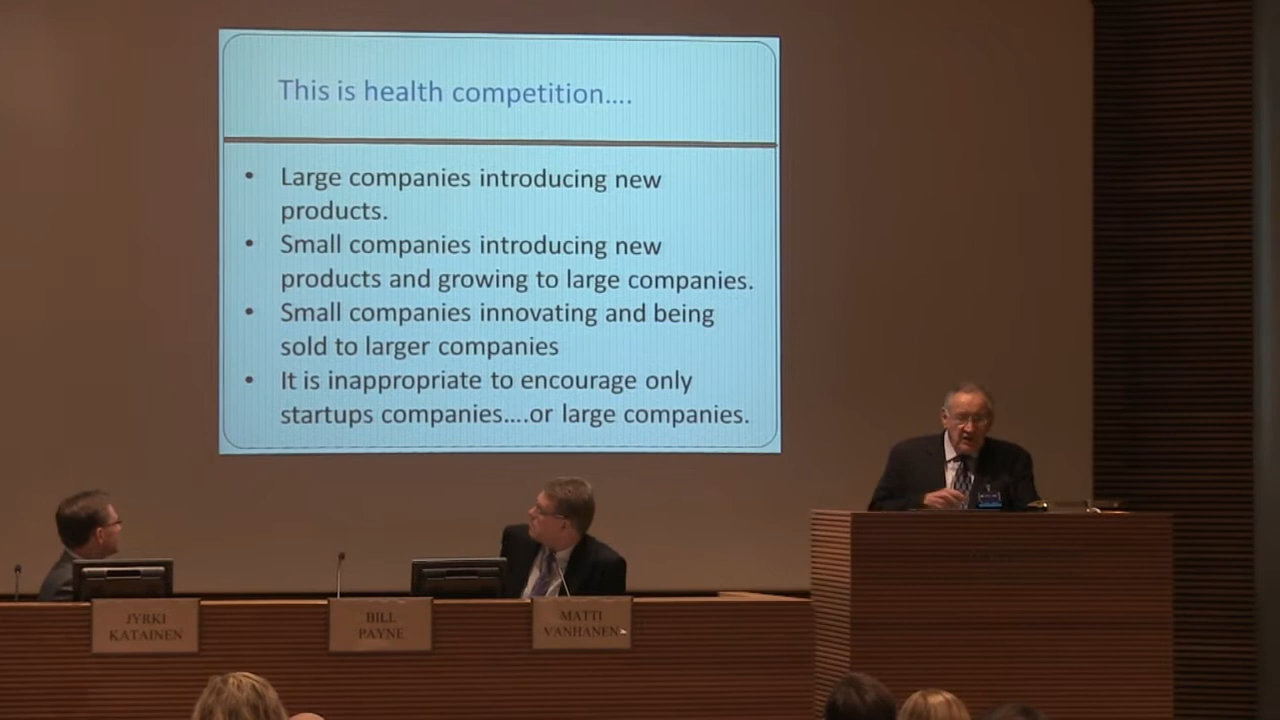 This is health competition....
• Large companies introducing new
products.
• Small companies introducing new
products and growing to large companies.
• Small companies innovating and being
sold to larger companies
• It is inappropriate to encourage only
startups companies....or large companies.
JYRKI
KATAINEN
BILL
PAYNE
MATTI
VANHANEN